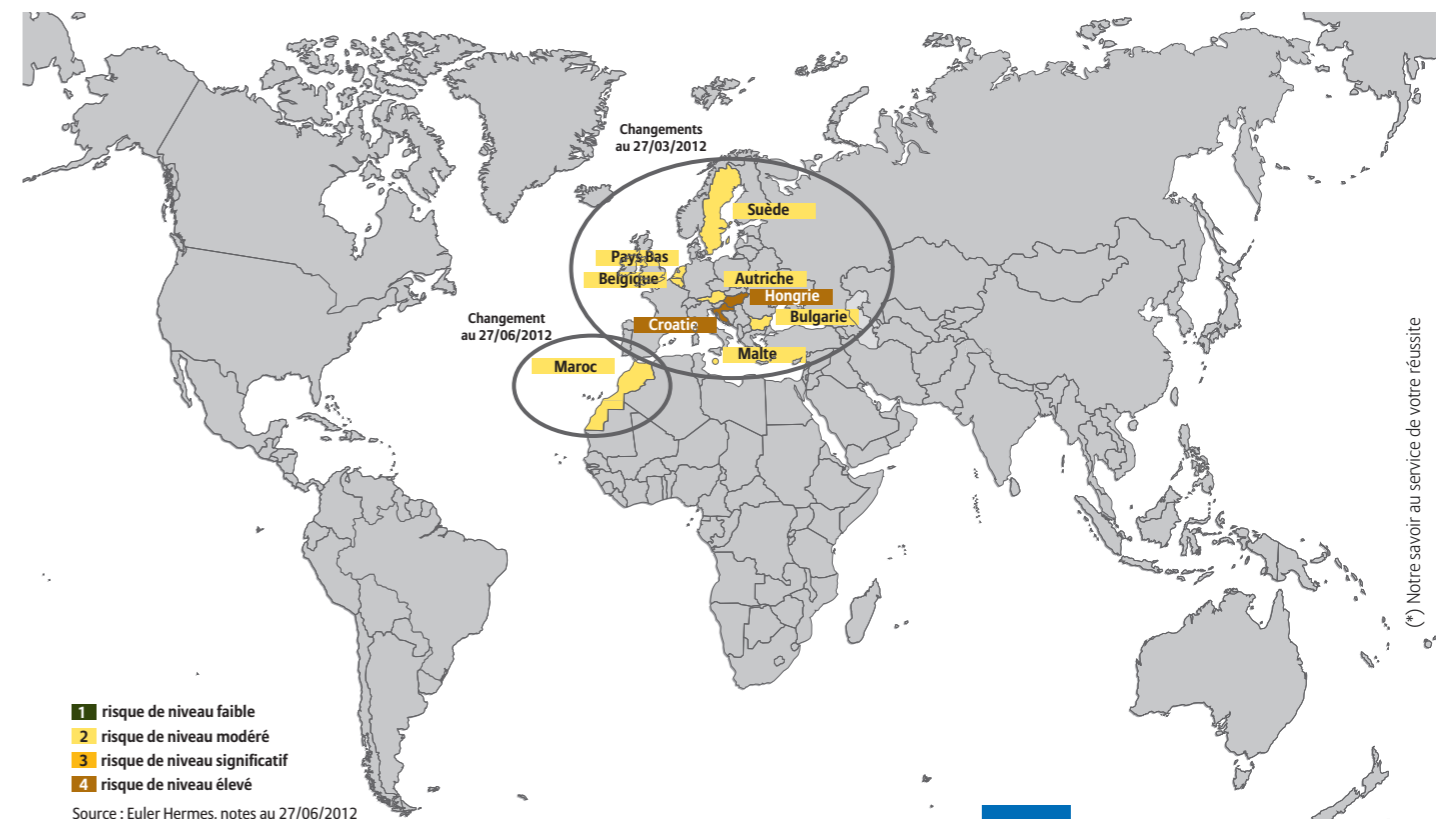 Changements
au 27/03/2012
Suède
Pays Bas
Belgique
Autriche
Hongrie
Bulgarie
Croatie
Malte
Changement
au 27/06/2012
Maroc
(*) Notre savoir au service de votre réussite
1 risque de niveau faible
2 risque de niveau modéré
3 risque de niveau significatif
4 risque de niveau élevé
Source : Euler Hermes, notes au 27/06/2012